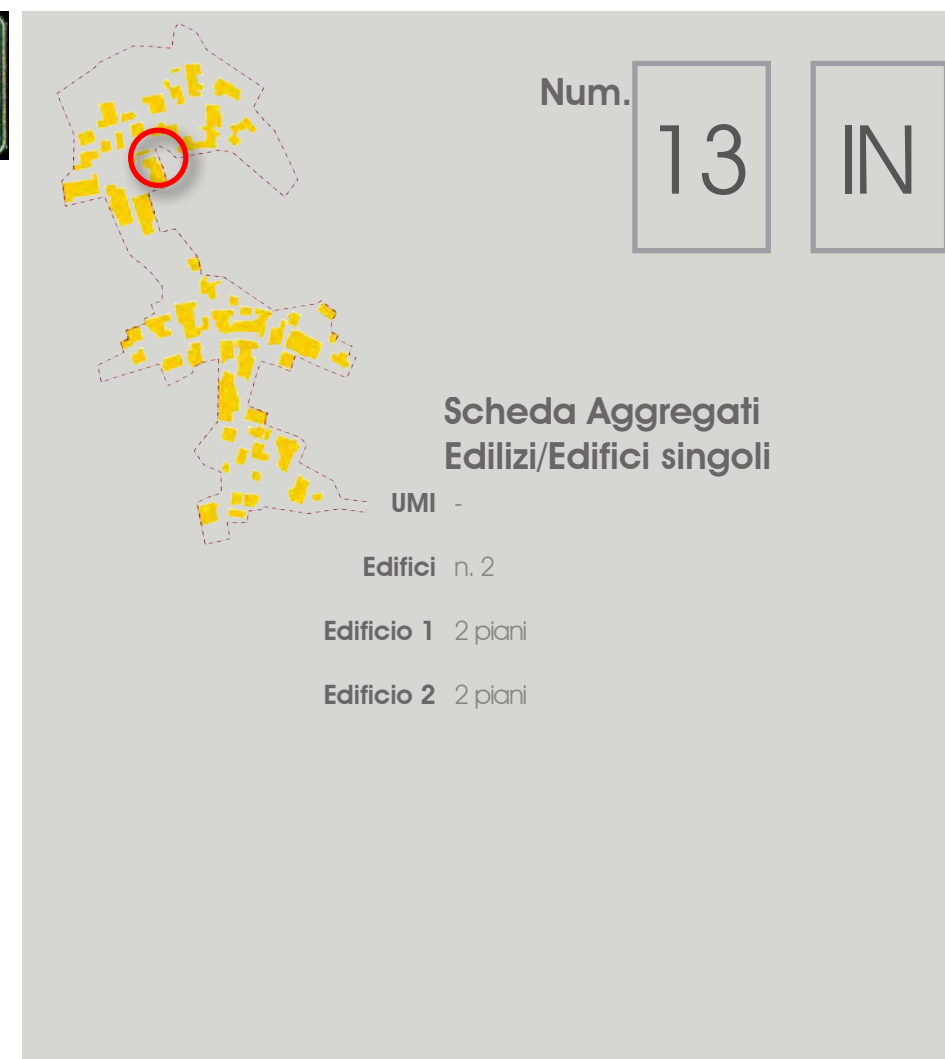 Num.
13 IN
Scheda Aggregati
Edilizi/Edifici singoli
UMI -
Edifici n. 2
Edificio 1 2 piani
Edificio 2 2 piani